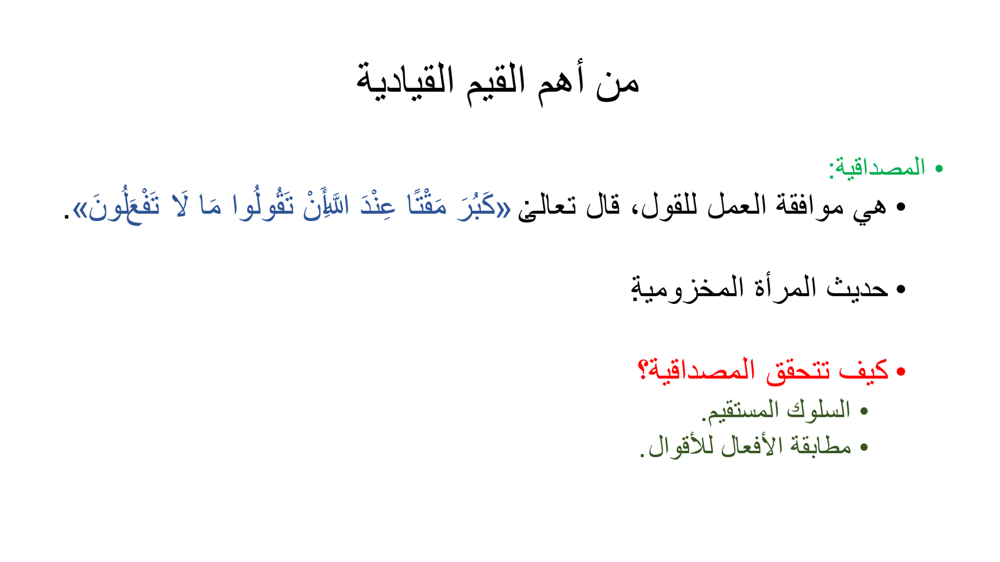 من أهم القيم القيادية
• المصداقية:
• هي موافقة العمل للقول، قال تعالى: «كَبُرَ مَقْتًا عِنْدَ اللَّهِ أَنْ تَقُولُوا مَا لَا تَفْعَلُونَ».
• حديث المرأة المخزومية.
• كيف تتحقق المصداقية؟
• السلوك المستقيم.
• مطابقة الأفعال للأقوال.